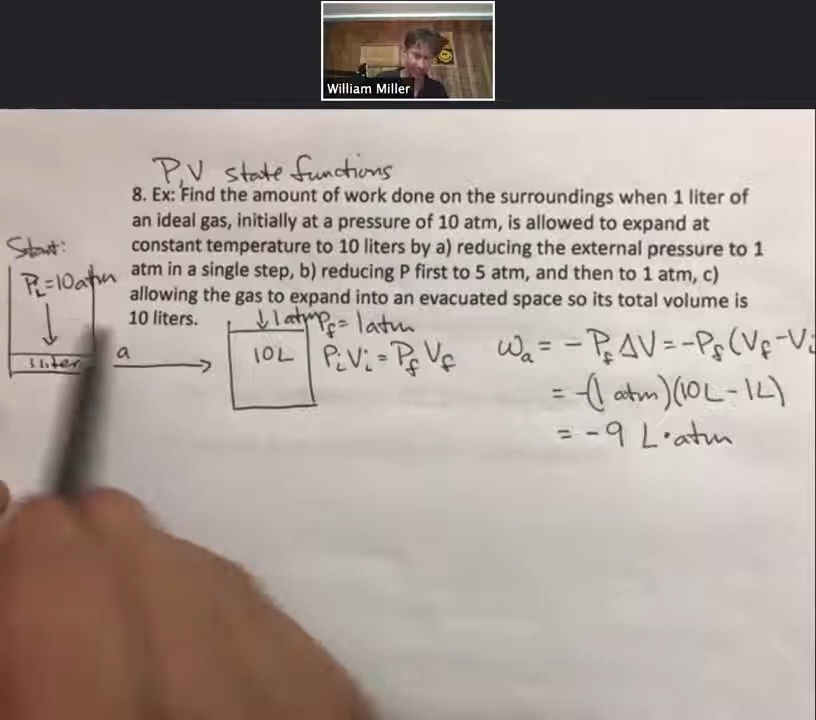 William Miller
P,V state functions
8. Ex: Find the amount of work done on the surroundings when 1 liter of
an ideal gas, initially at a pressure of 10 atm, is allowed to expand at
constant temperature to 10 liters by a) reducing the external pressure to 1
atm in a single step, b) reducing P first to 5 atm, and then to 1 atm, c)
allowing the gas to expand into an evacuated space so its total volume is
10 liters.
Start:
Pi=10atm
1 liter
a
↓1atm Pf = 1atm
10L
PiVi = PfVf
wa = -PfΔV = -Pf(Vf-Vi
= -(1 atm)(10L - 1L)
= -9 L·atm